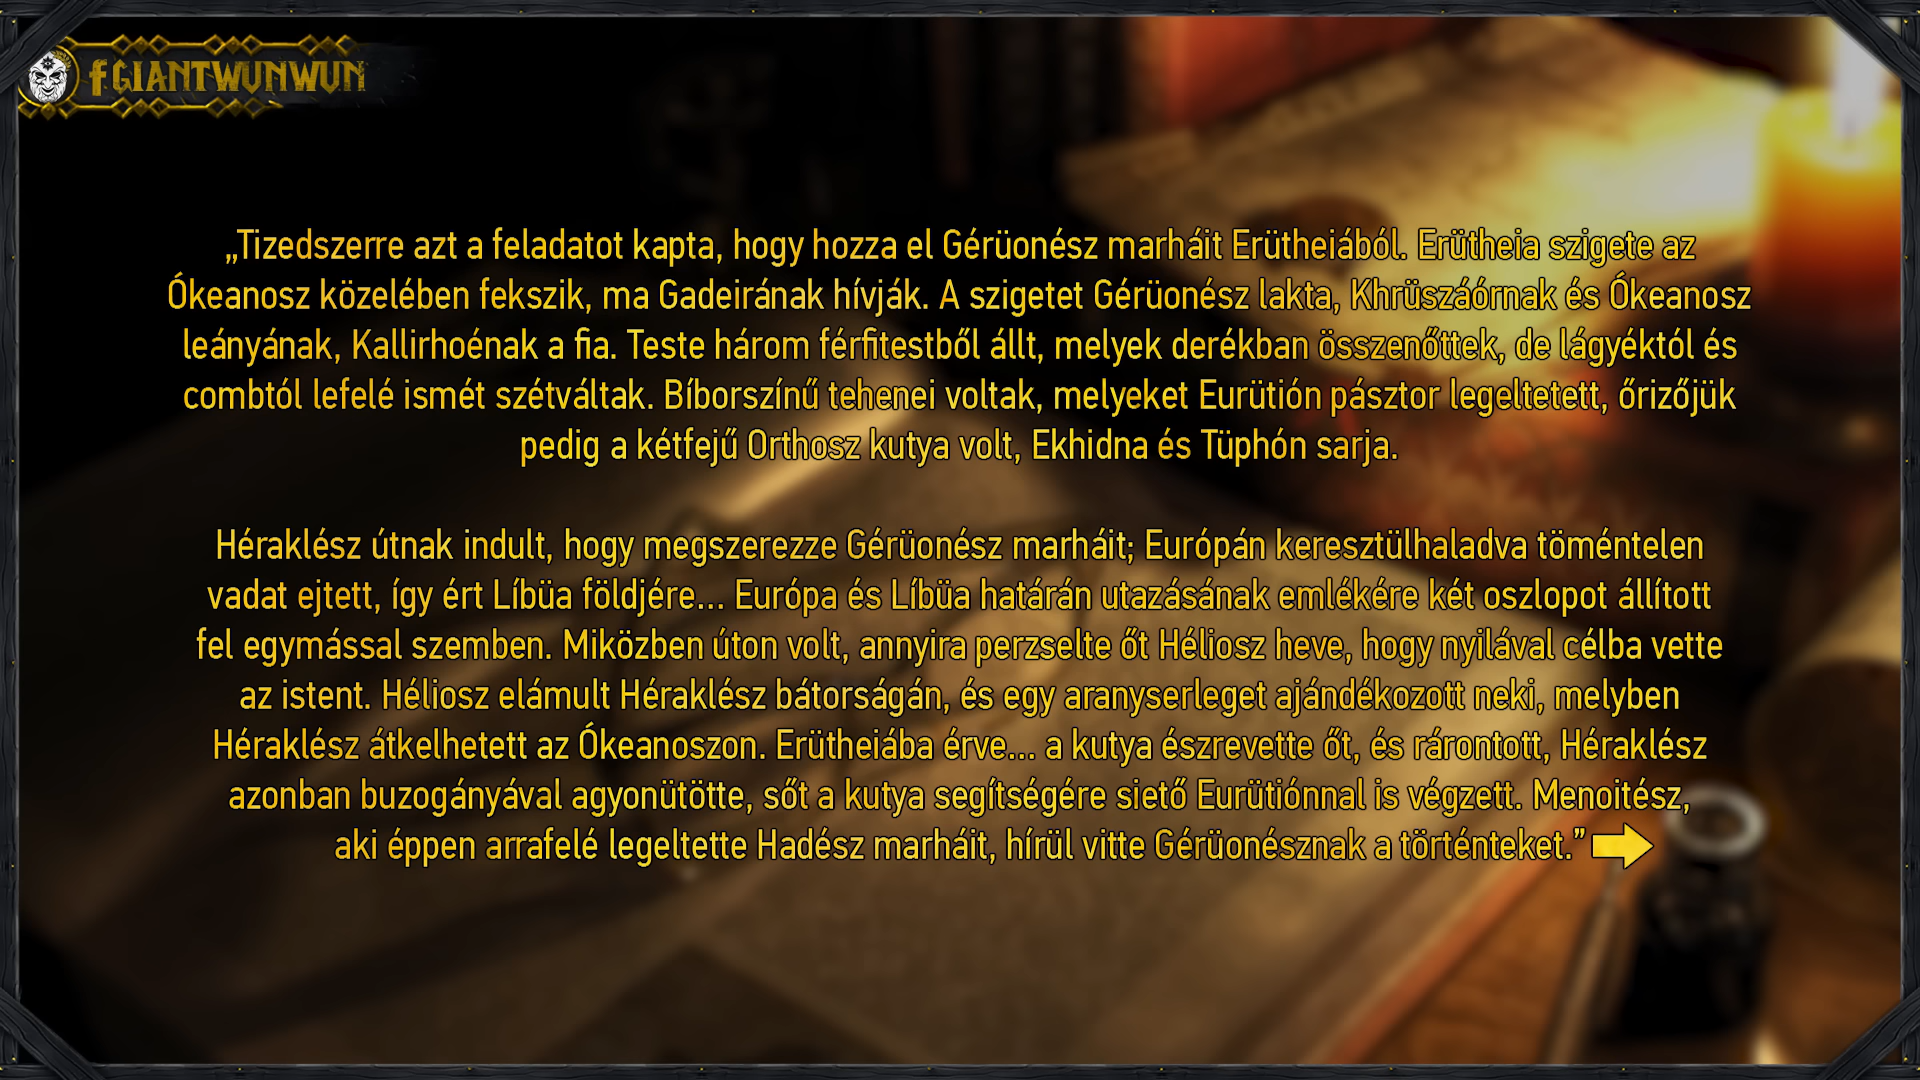 FGIANTWUNWUN
„Tizedszerre azt a feladatot kapta, hogy hozza el Gérüonész marháit Erütheiából. Erütheia szigete az
Ókeanosz közelében fekszik, ma Gadeirának hívják. A szigetet Gérüonész lakta, Khrüszáórnak és Ókeanosz
leányának, Kallirhoénak a fia. Teste három férfitestből állt, melyek derékban összenőttek, de lágyéktól és
combtól lefelé ismét szétváltak. Bíborszínű tehenei voltak, melyeket Eurütión pásztor legeltetett, őrizőjük
pedig a kétfejű Orthosz kutya volt, Ekhidna és Tüphón sarja.
Héraklész útnak indult, hogy megszerezze Gérüonész marháit; Európán keresztülhaladva töméntelen
vadat ejtett, így ért Líbüa földjére... Európa és Líbüa határán utazásának emlékére két oszlopot állított
fel egymással szemben. Miközben úton volt, annyira perzselte őt Héliosz heve, hogy nyilával célba vette
az istent. Héliosz elámult Héraklész bátorságán, és egy aranyserleget ajándékozott neki, melyben
Héraklész átkelhetett az Ókeanoszon. Erütheiába érve... a kutya észrevette őt, és rárontott, Héraklész
azonban buzogányával agyonütötte, sőt a kutya segítségére siető Eurütiónnal is végzett. Menoitész,
aki éppen arrafelé legeltette Hadész marháit, hírül vitte Gérüonésznak a történteket.”